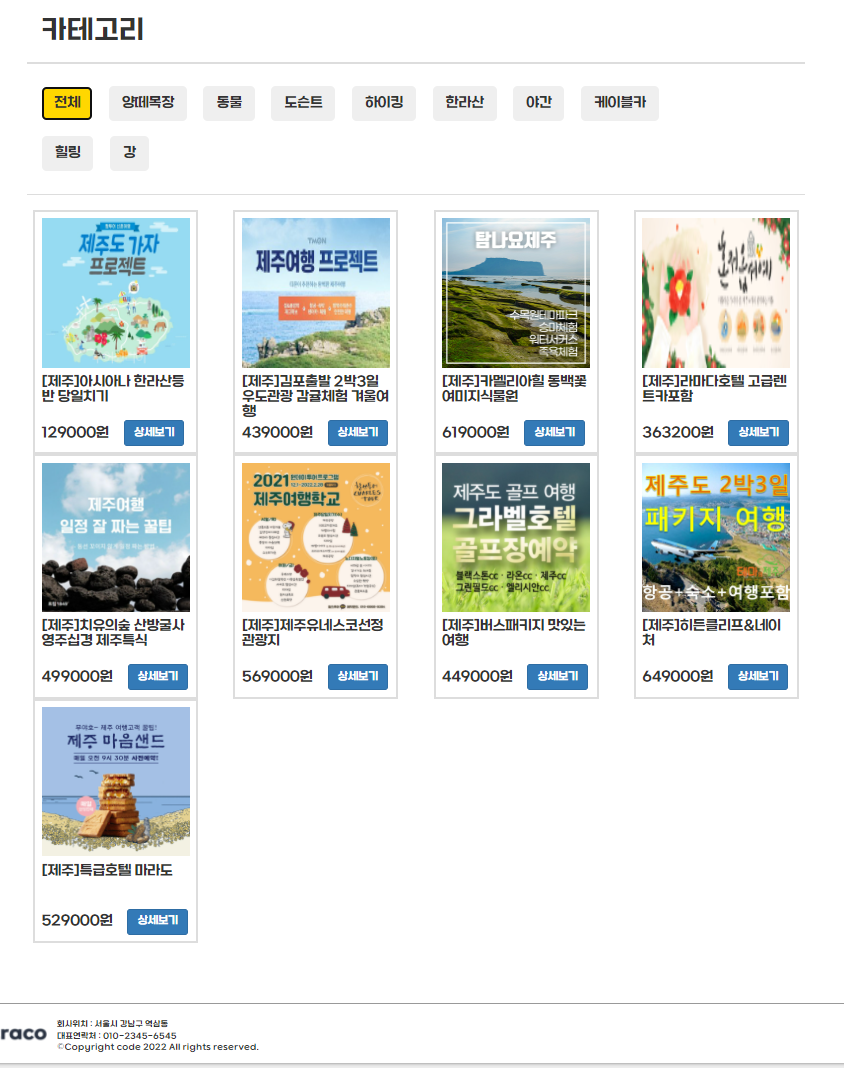 카테고리
전체
양떼목장
동물
도슨트
하이킹
한라산
야간
케이블카
힐링
강
제주도 가자
프로젝트
[제주]아시아나 한라산등
반 당일치기
129000원
상세보기
TMON
제주여행 프로젝트
[제주]김포출발 2박3일
우도관광 감귤체험 겨울여
행
439000원
상세보기
탐나요제주
수목원테마파크
승마체험
워터서커스
족욕체험
[제주]카멜리아힐 동백꽃
여미지식물원
619000원
상세보기
[제주]라마다호텔 고급렌
트카포함
363200원
상세보기
제주여행
일정 잘 짜는 꿀팁
[제주]치유의숲 산방굴사
영주십경 제주특식
499000원
상세보기
2021
제주여행학교
[제주]제주유네스코선정
관광지
569000원
상세보기
제주도 골프 여행
그라벨호텔
골프장예약
블랙스톤cc · 라온cc · 제주cc
그린필드cc · 엘리시안cc
[제주]버스패키지 맛있는
여행
449000원
상세보기
제주도 2박3일
패키지 여행
항공+숙소+여행포함
[제주]히든클리프&네이
처
649000원
상세보기
제주 마음샌드
매일 오전 9시 30분 사전예약!
[제주]특급호텔 마라도
529000원
상세보기
raco
회사위치 : 서울시 강남구 역삼동
대표연락처 : 010-2345-6545
©Copyright code 2022 All rights reserved.